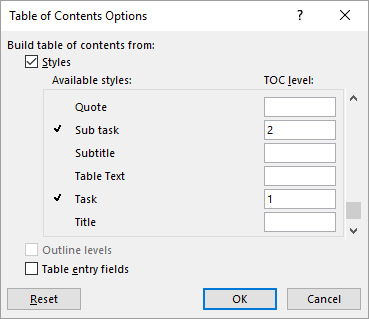 Table of Contents Options
Build table of contents from:
Styles
Available styles: TOC level:
Quote
Sub task 2
Subtitle
Table Text
Task 1
Title
Outline levels
Table entry fields
Reset OK Cancel